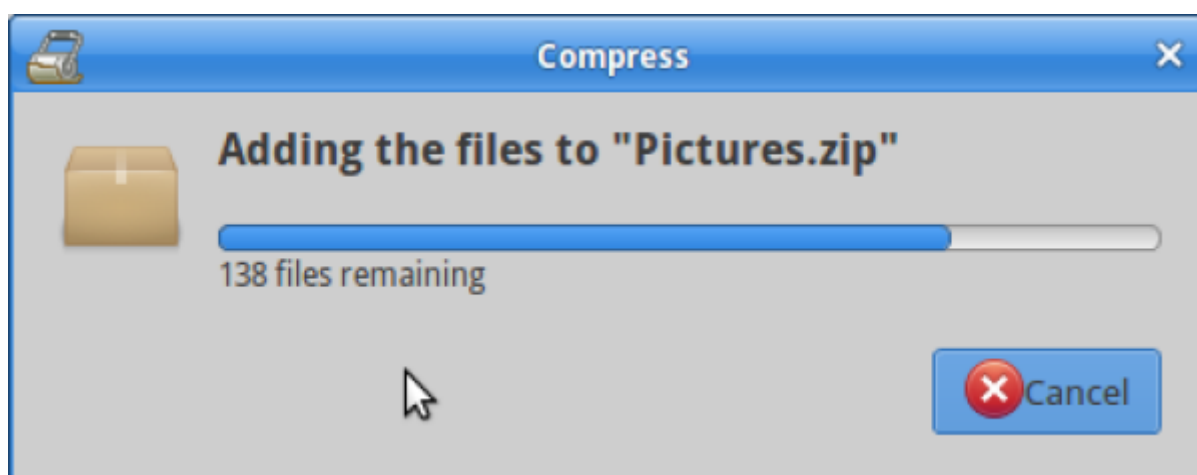 Compress
Adding the files to "Pictures.zip"
138 files remaining
Cancel